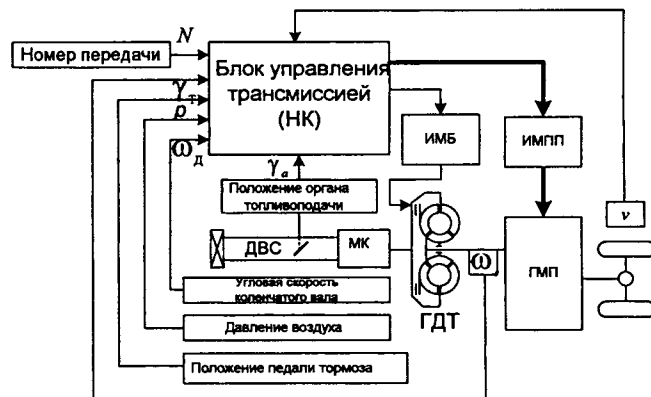 Номер передачи
N
Блок управления
трансмиссией
(НК)
γт
p
ωд
γa
ИМБ
ИМПП
Положение органа
топливоподачи
ДВС
МК
ω
ГМП
v
ГДТ
Угловая скорость
коленчатого вала
Давление воздуха
Положение педали тормоза